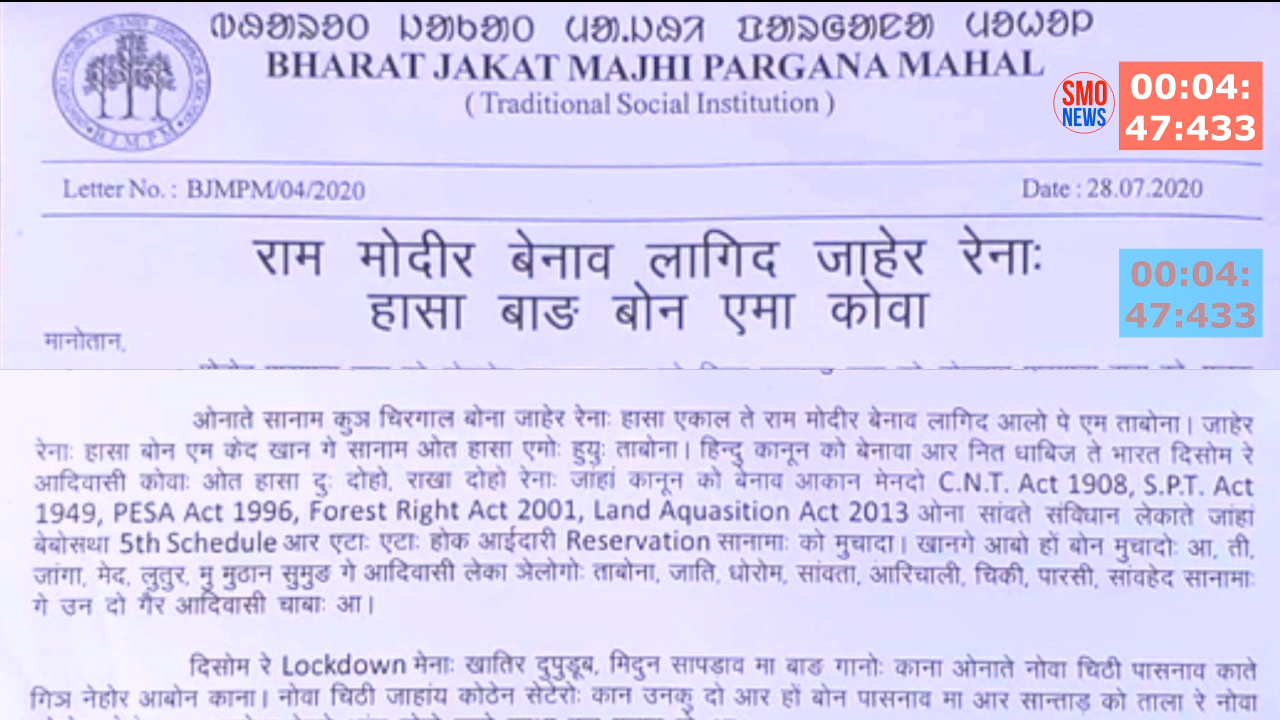 ᱵᱷᱟᱨᱚᱛ ᱡᱟᱠᱟᱛ ᱢᱟᱹᱡᱷᱤ ᱯᱟᱨᱜᱟᱱᱟ ᱢᱟᱦᱟᱞ
BHARAT JAKAT MAJHI PARGANA MAHAL
( Traditional Social Institution )
BJMPM
SMO
NEWS
00:04:
47:433
Letter No. : BJMPM/04/2020
Date : 28.07.2020
राम मोदीर बेनाव लागिद जाहेर रेनाः
हासा बाङ बोन एमा कोवा
00:04:
47:433
मानोतान,
ओनाते सानाम कुञ चिरगाल बोना जाहेर रेनाः हासा एकाल ते राम मोदीर बेनाव लागिद आलो पे एम ताबोना। जाहेर
रेनाः हासा बोन एम केद खान गे सानाम ओत हासा एमोः हुयुः ताबोना। हिन्दु कानून को बेनावा आर नित धाबिज ते भारत दिसोम रे
आदिवासी कोवाः ओत हासा दुः दोहो, राखा दोहो रेनाः जांहां कानून को बेनाव आकान मेनदो C.N.T. Act 1908, S.P.T. Act
1949, PESA Act 1996, Forest Right Act 2001, Land Aquasition Act 2013 ओना सांवते संविधान लेकाते जांहां
बेबोसथा 5th Schedule आर एटाः एटाः होक आईदारी Reservation सानामाः को मुचादा। खानगे आबो हों बोन मुचादोः आ, ती,
जांगा, मेद, लुतुर, मु मुठान सुमुङ गे आदिवासी लेका ञेलोगोः ताबोना, जाति, धोरोम, सांवता, आरिचाली, चिकी, पारसी, सांवहेद सानामाः
गे उन दो गैर आदिवासी चाबाः आ।
दिसोम रे Lockdown मेनाः खातिर दुपुडूब, मिदुन सापड़ाव मा बाङ गानोः काना ओनाते नोवा चिठी पासनाव काते
गिञ नेहोर आबोन काना। नोवा चिठी जाहांय कोठेन सेटेरोः कान उनकु दो आर हों बोन पासनाव मा आर सान्ताड़ को ताला रे नोवा